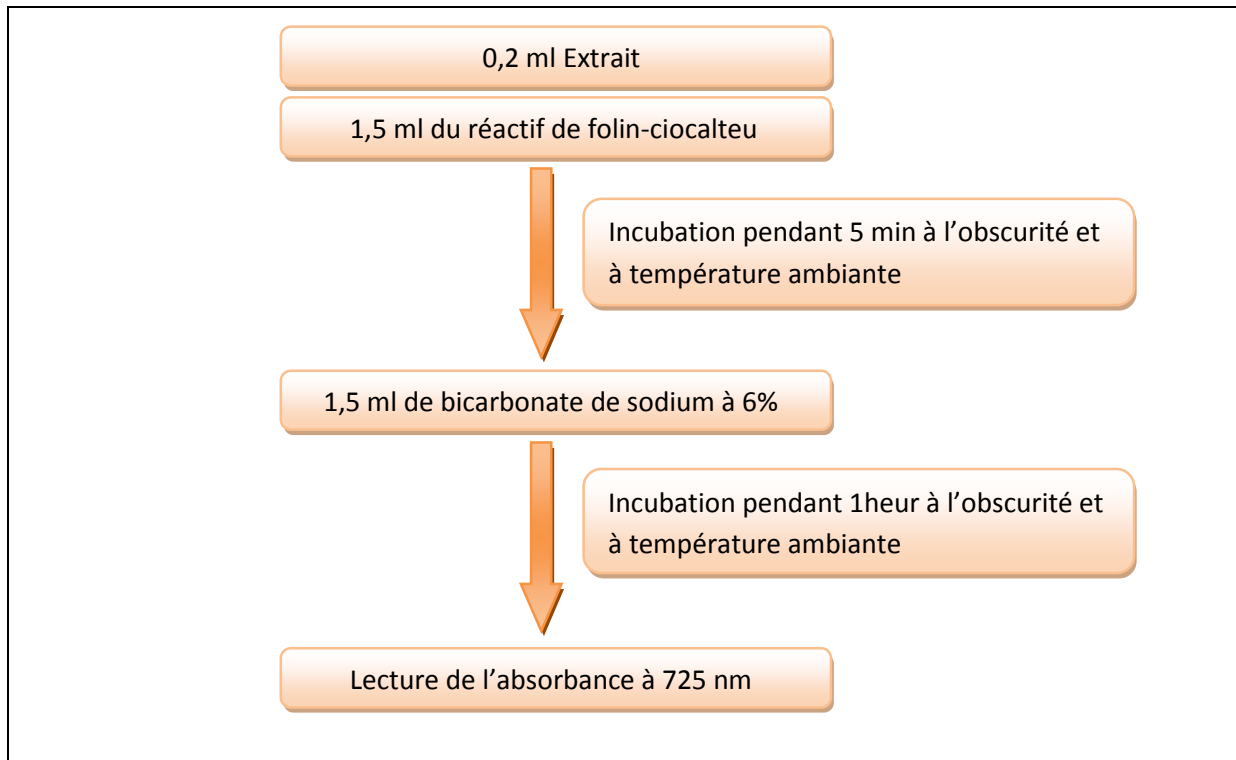 0,2 ml Extrait
1,5 ml du réactif de folin-ciocalteu
Incubation pendant 5 min à l’obscurité et
à température ambiante
1,5 ml de bicarbonate de sodium à 6%
Incubation pendant 1heur à l’obscurité et
à température ambiante
Lecture de l’absorbance à 725 nm